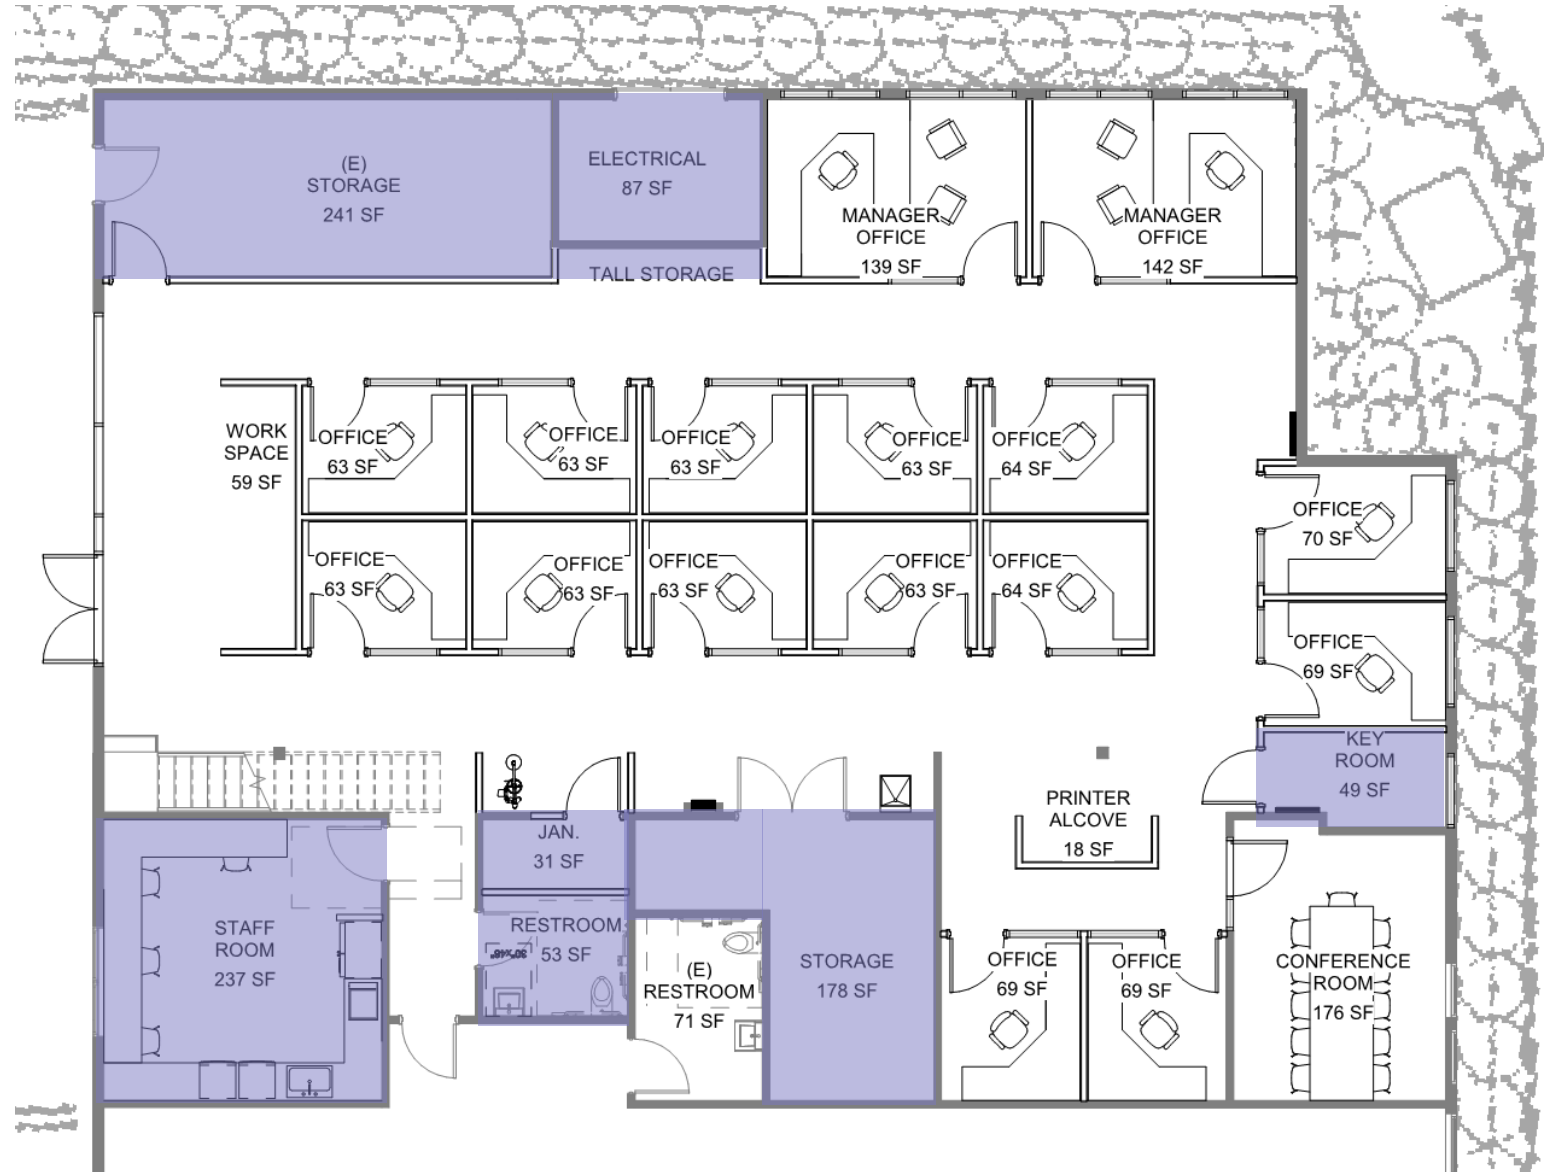 (E)
STORAGE
241 SF
ELECTRICAL
87 SF
TALL STORAGE
MANAGER
OFFICE
139 SF
MANAGER
OFFICE
142 SF
WORK
SPACE
59 SF
OFFICE
63 SF
OFFICE
63 SF
OFFICE
63 SF
OFFICE
63 SF
OFFICE
64 SF
OFFICE
63 SF
OFFICE
63 SF
OFFICE
63 SF
OFFICE
63 SF
OFFICE
64 SF
OFFICE
70 SF
OFFICE
69 SF
KEY
ROOM
49 SF
PRINTER
ALCOVE
18 SF
JAN.
31 SF
STAFF
ROOM
237 SF
RESTROOM
53 SF
30"x48"
(E)
RESTROOM
71 SF
STORAGE
178 SF
OFFICE
69 SF
OFFICE
69 SF
CONFERENCE
ROOM
176 SF